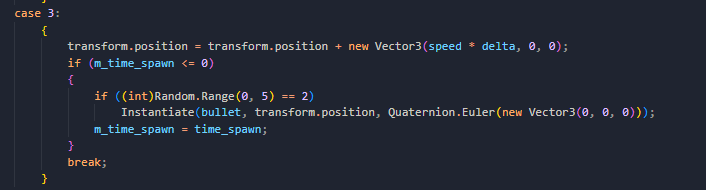 case 3:
{
transform.position = transform.position + new Vector3(speed * delta, 0, 0);
if (m_time_spawn <= 0)
{
if ((int)Random.Range(0, 5) == 2)
Instantiate(bullet, transform.position, Quaternion.Euler(new Vector3(0, 0, 0)));
m_time_spawn = time_spawn;
}
break;
}